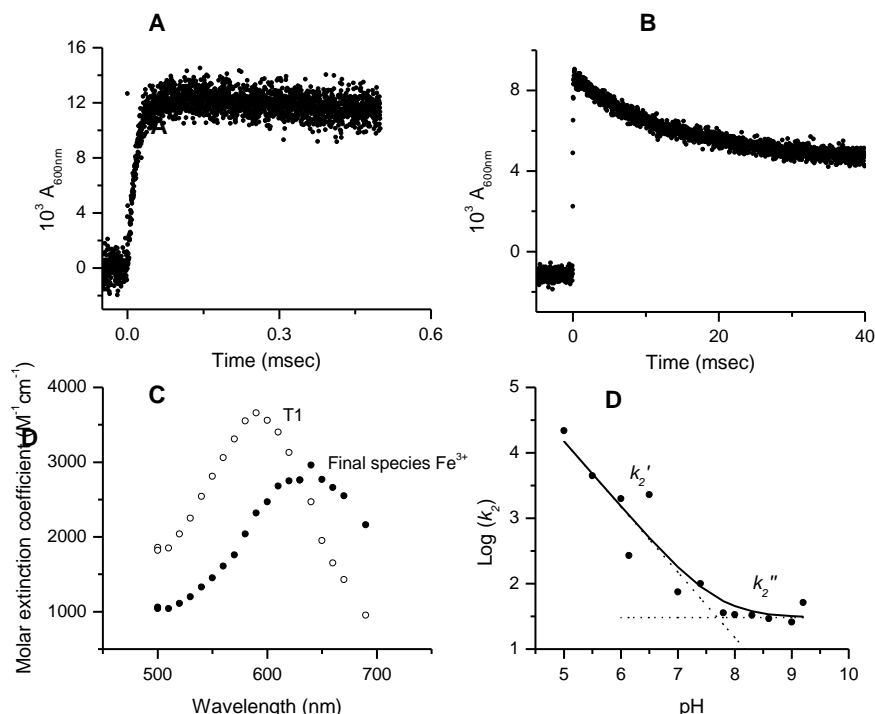 A
16
12
8
4
0
10³ A600nm
A
0.0
0.3
0.6
Time (msec)
B
8
4
0
10³ A600nm
0
20
40
Time (msec)
C
4000
3000
2000
1000
Molar extinction coefficient (M⁻¹cm⁻¹)
D
T1
Final species Fe³⁺
500
600
700
Wavelength (nm)
D
5
4
3
2
1
Log (k₂)
k₂'
k₂''
5
6
7
8
9
10
pH